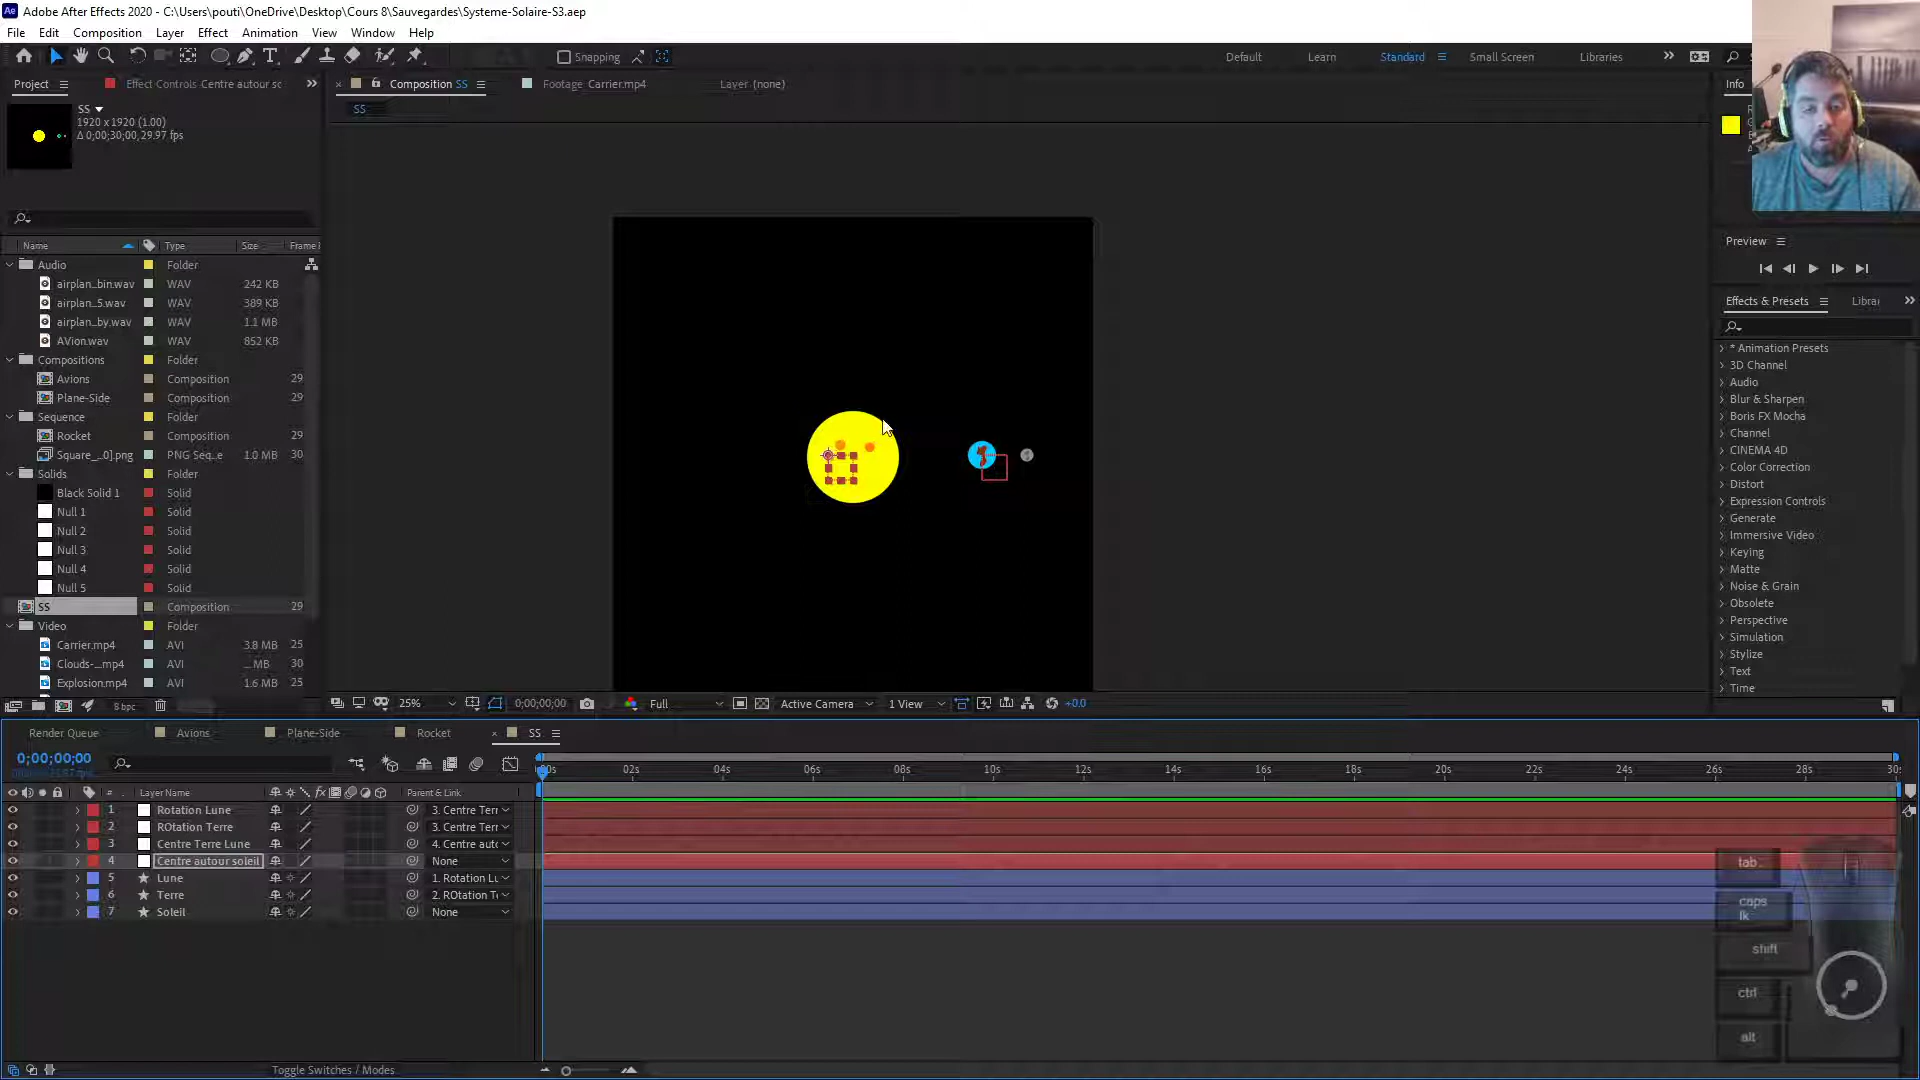 Adobe After Effects 2020 - C:\Users\pouti\OneDrive\Desktop\Cours 8\Sauvegardes\Systeme-Solaire-S3.aep
File Edit Composition Layer Effect Animation View Window Help
Snapping
Default Learn Standard Small Screen Libraries
Project Effect Controls Centre autour sc
Composition SS Footage Carrier.mp4 Layer (none)
Info
SS
SS
1920 x 1920 (1.00)
Δ 0;00;30;00, 29.97 fps
Name Type Size Frame
Audio Folder
airplan_bin.wav WAV 242 KB
airplan_5.wav WAV 389 KB
airplan_by.wav WAV 1.1 MB
AVion.wav WAV 852 KB
Compositions Folder
Avions Composition 29
Plane-Side Composition 29
Sequence Folder
Rocket Composition 29
Square_..0].png PNG Seq...e 1.0 MB 30
Solids Folder
Black Solid 1 Solid
Null 1 Solid
Null 2 Solid
Null 3 Solid
Null 4 Solid
Null 5 Solid
SS Composition 29
Video Folder
Carrier.mp4 AVI 3.8 MB 25
Clouds-...mp4 AVI ... MB 30
Explosion.mp4 AVI 1.6 MB 25
8 bpc
25% 0;00;00;00 Full Active Camera 1 View +0.0
Preview
Effects & Presets Librar
* Animation Presets
3D Channel
Audio
Blur & Sharpen
Boris FX Mocha
Channel
CINEMA 4D
Color Correction
Distort
Expression Controls
Generate
Immersive Video
Keying
Matte
Noise & Grain
Obsolete
Perspective
Simulation
Stylize
Text
Time
Render Queue Avions Plane-Side Rocket SS
0;00;00;00
:00s 02s 04s 06s 08s 10s 12s 14s 16s 18s 20s 22s 24s 26s 28s 30s
# Layer Name fx Parent & Link
1 Rotation Lune 3. Centre Terr
2 ROtation Terre 3. Centre Terr
3 Centre Terre Lune 4. Centre autc
4 Centre autour soleil None
5 Lune 1. Rotation Lu
6 Terre 2. ROtation Te
7 Soleil None
Toggle Switches / Modes
tab
caps
lk
shift
ctrl
alt